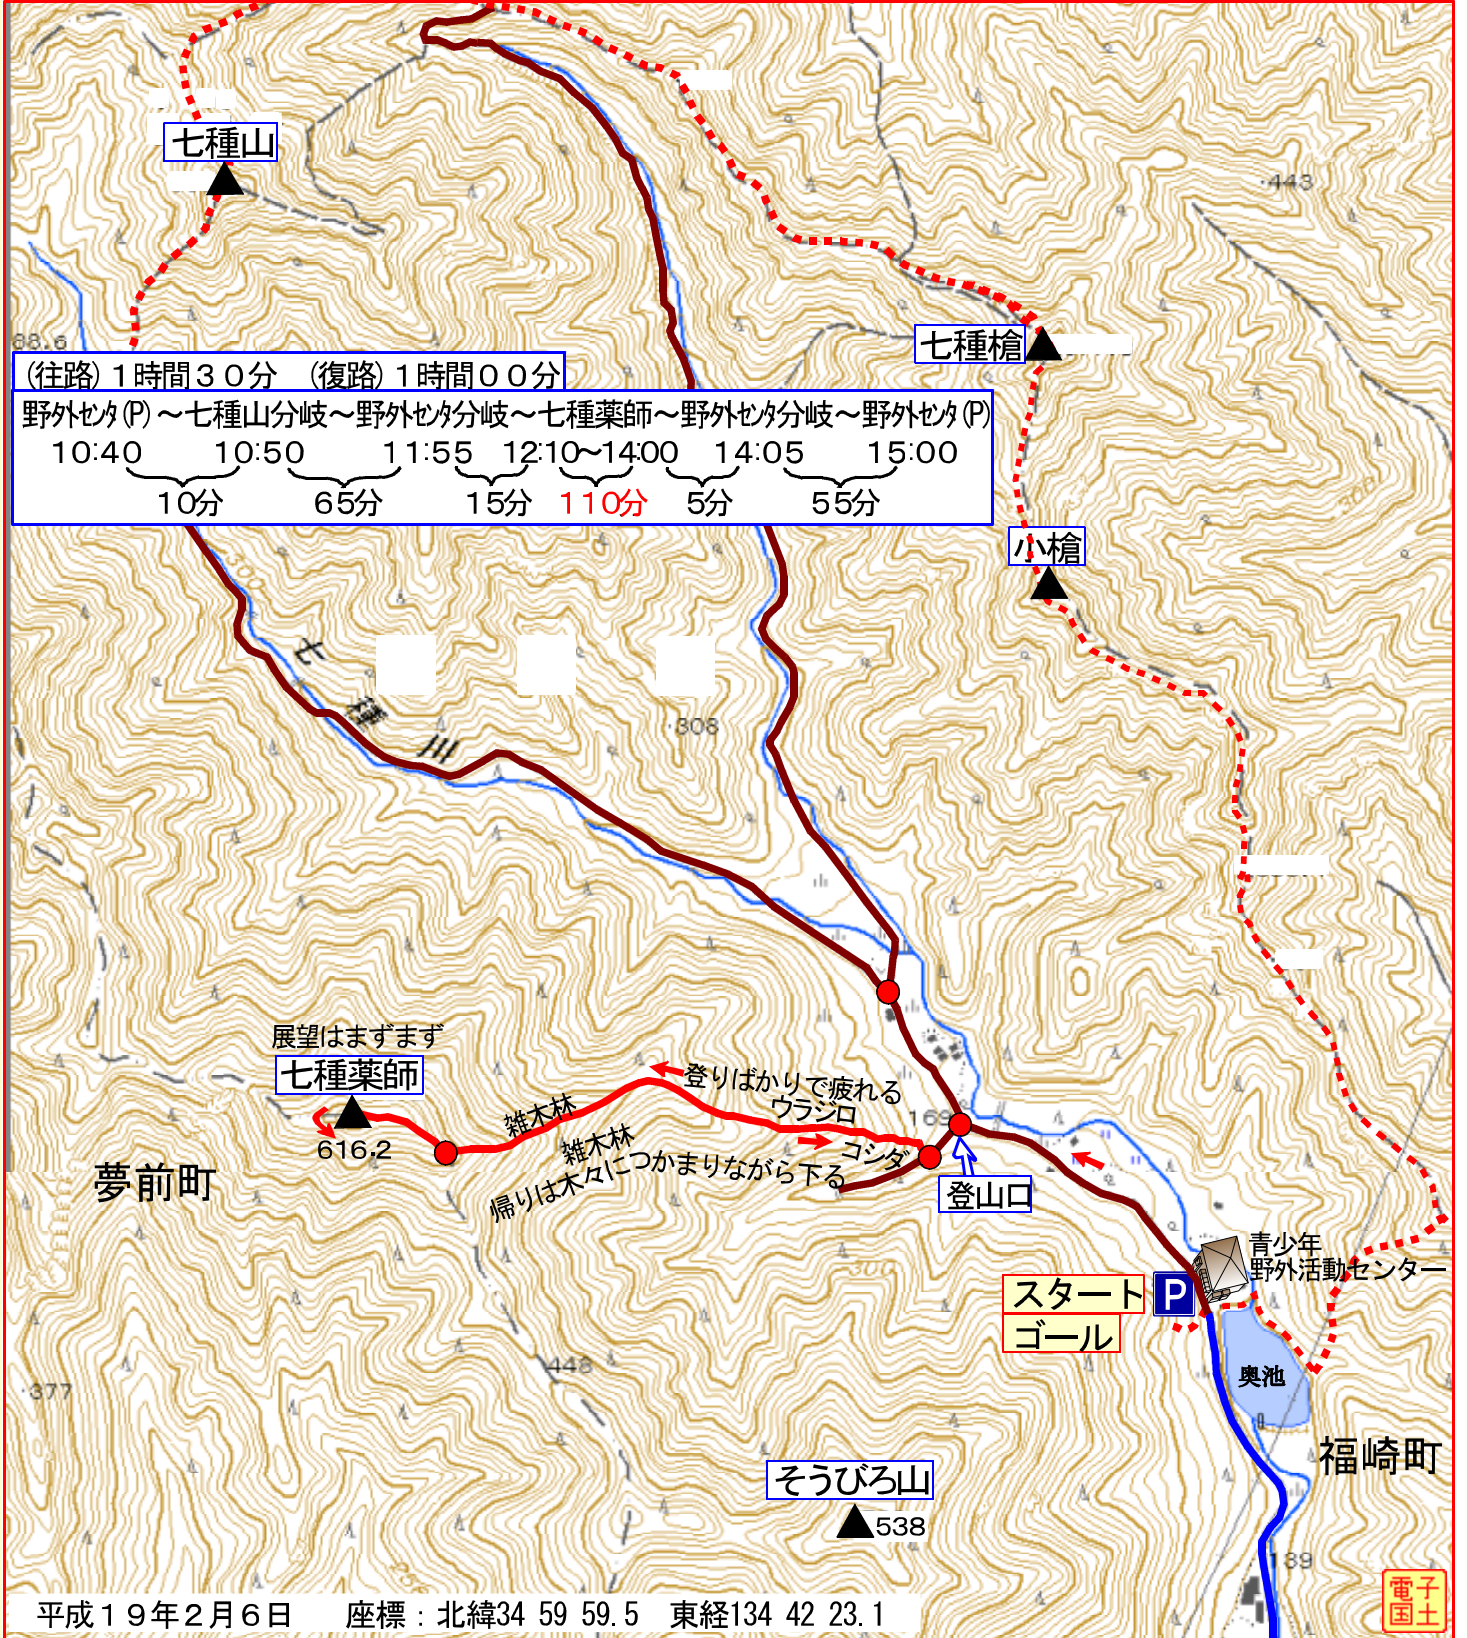 七種山
・443
七種槍
88.6
(往路)1時間30分 (復路)1時間00分
野外センタ(P)～七種山分岐～野外センタ分岐～七種薬師～野外センタ分岐～野外センタ(P)
10:40 10:50 11:55 12:10～14:00 14:05 15:00
10分 65分 15分 110分 5分 55分
300
小槍
300
七種川
・308
展望はまずまず
七種薬師
616.2
登りばかりで疲れる
ウラジロ
雑木林
雑木林
コシダ
帰りは木々につかまりながら下る
163
登山口
夢前町
青少年
野外活動センター
300
スタート
P
ゴール
奥池
448
・377
福崎町
そうびろ山
538
139
電子
国土
平成19年2月6日 座標:北緯34 59 59.5 東経134 42 23.1